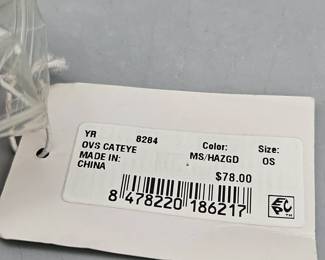 YR 8284 Color: Size:
OVS CATEYE MS/HAZGD OS
MADE IN:
CHINA $78.00
8 478220 186217